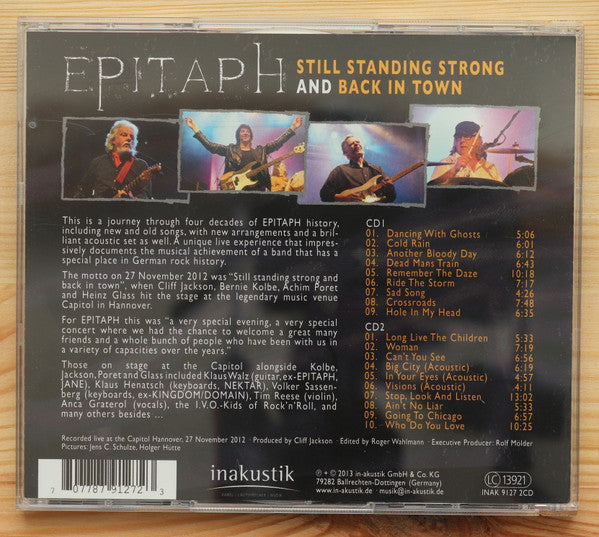 EPITAPH
STILL STANDING STRONG
AND BACK IN TOWN
This is a journey through four decades of EPITAPH history,
including new and old songs, with new arrangements and a bril-
liant acoustic set as well. A unique live experience that impres-
sively documents the musical achievement of a band that has a
special place in German rock history.
The motto on 27 November 2012 was "Still standing strong and
back in town", when Cliff Jackson, Bernie Kolbe, Achim Poret
and Heinz Glass hit the stage at the legendary music venue
Capitol in Hannover.
For EPITAPH this was "a very special evening, a very special
concert where we had the chance to welcome a great many
friends and a whole bunch of people who have been with us in
a variety of capacities over the years."
Those on stage at the Capitol alongside Kolbe,
Jackson, Poret and Glass included Klaus Walz (guitar, ex-EPITAPH,
JANE), Klaus Henatsch (keyboards, NEKTAR), Volker Sassen-
berg (keyboards, ex-KINGDOM/DOMAIN), Tim Reese (violin),
Anca Graterol (vocals), the I.V.O.-Kids of Rock'n'Roll, and
many others besides ...
CD1
01. Dancing With Ghosts 5:06
02. Cold Rain 6:01
03. Another Bloody Day 6:12
04. Dead Mans Train 6:43
05. Remember The Daze 10:18
06. Ride The Storm 7:17
07. Sad Song 4:26
08. Crossroads 7:48
09. Hole In My Head 6:35
CD2
01. Long Live The Children 5:33
02. Woman 7:19
03. Can't You See 6:56
04. Big City (Acoustic) 6:19
05. In Your Eyes (Acoustic) 4:57
06. Visions (Acoustic) 4:11
07. Stop, Look And Listen 13:02
08. Ain't No Liar 5:33
09. Going To Chicago 6:57
10. Who Do You Love 10:25
Recorded live at the Capitol Hannover, 27 November 2012 · Produced by Cliff Jackson · Edited by Roger Wahlmann · Executive Producer: Rolf Mölder
Pictures: Jens C. Schulze, Holger Hütte
7 07787 91272 3
inakustik
℗ + © 2013 in-akustik GmbH & Co. KG
79282 Ballrechten-Dottingen (Germany)
www.in-akustik.de · musik@in-akustik.de
LC 13921
INAK 9127 2CD